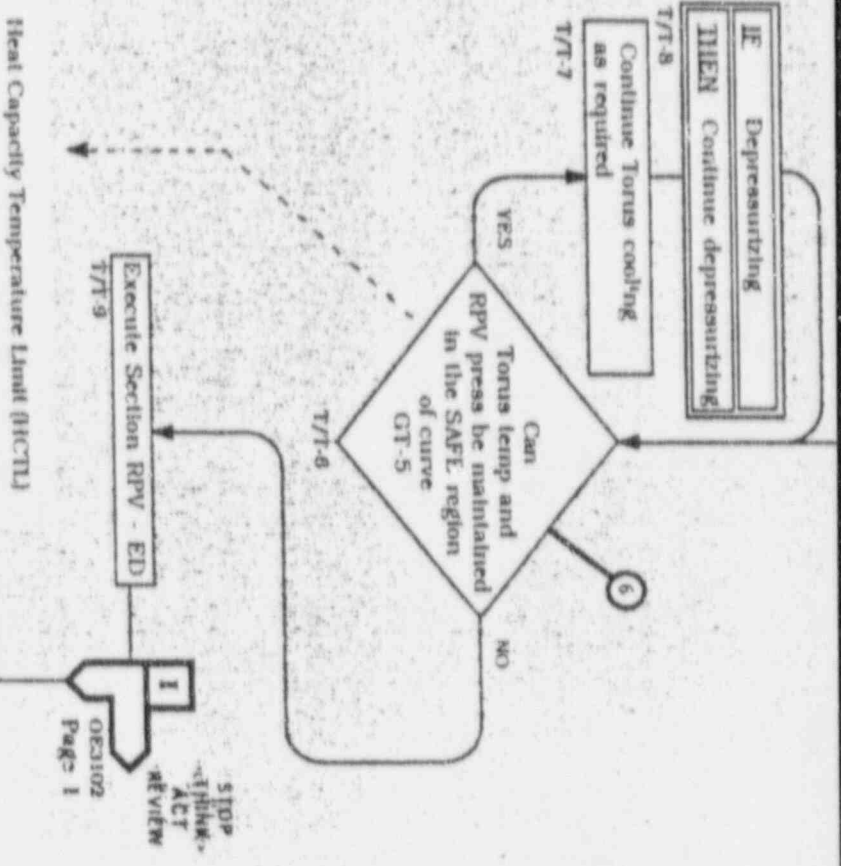 IF Depressurizing
THEN Continue depressurizing
T/T-8
Continue Torus cooling
as required
T/T-7
YES
Can
Torus temp and
RPV press be maintained
in the SAFE region
of curve
GT-5
T/T-6
6
NO
Execute Section RPV - ED
T/T-9
I
OE3102
Page 1
STOP
THINK
ACT
REVIEW
Heat Capacity Temperature Limit (HCTL)